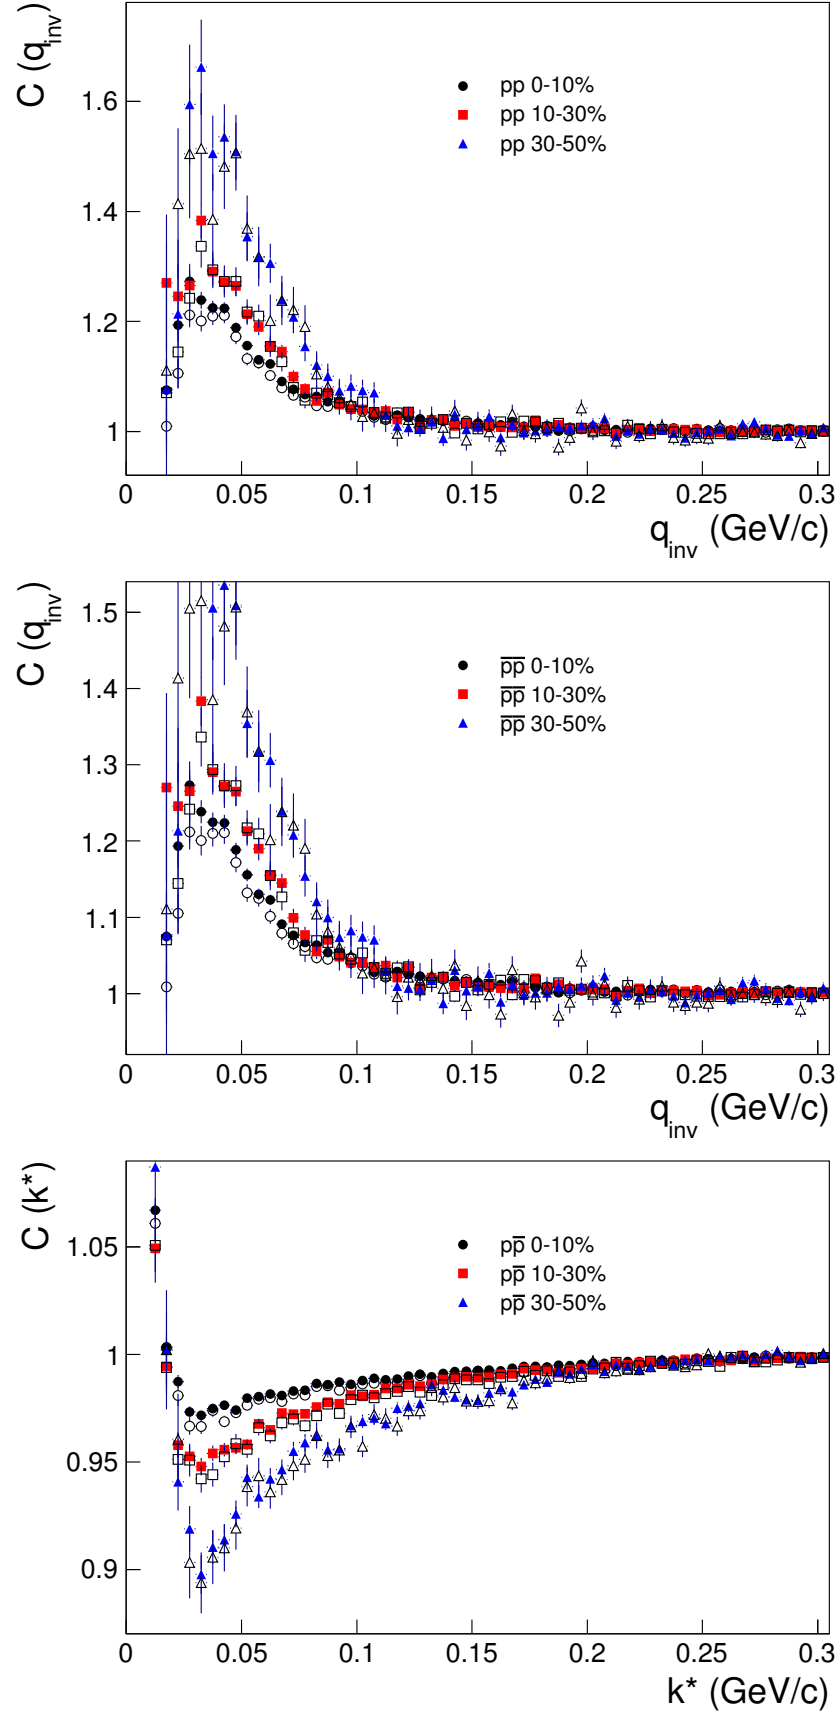 C (q_inv)
1.6
1.4
1.2
1
pp 0-10%
pp 10-30%
pp 30-50%
0 0.05 0.1 0.15 0.2 0.25 0.3
q_inv (GeV/c)
C (q_inv)
1.5
1.4
1.3
1.2
1.1
1
p̅p̅ 0-10%
p̅p̅ 10-30%
p̅p̅ 30-50%
0 0.05 0.1 0.15 0.2 0.25 0.3
q_inv (GeV/c)
C (k*)
1.05
1
0.95
0.9
pp̅ 0-10%
pp̅ 10-30%
pp̅ 30-50%
0 0.05 0.1 0.15 0.2 0.25 0.3
k* (GeV/c)